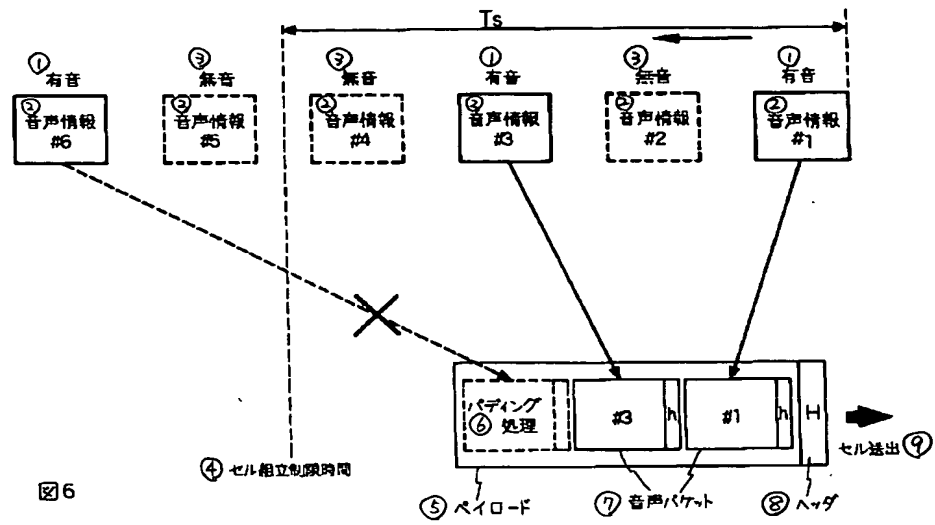 Ts
① 有音
③ 無音
③ 無音
① 有音
③ 無音
① 有音
② 音声情報
#6
② 音声情報
#5
② 音声情報
#4
② 音声情報
#3
② 音声情報
#2
② 音声情報
#1
パディング
⑥ 処理
#3
h
#1
h
H
セル送出 ⑨
④ セル組立制限時間
⑤ ペイロード
⑦ 音声パケット
⑧ ヘッダ
図6